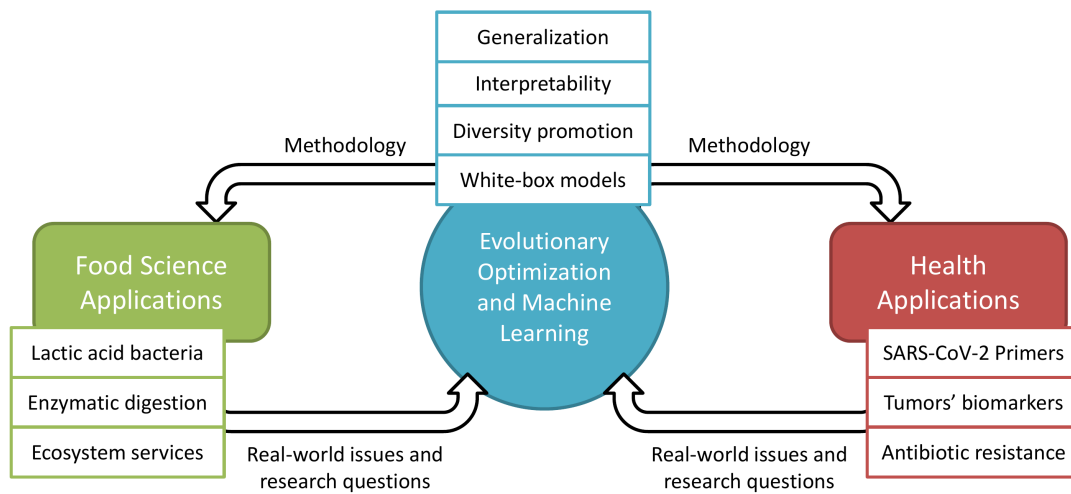 Generalization
Interpretability
Diversity promotion
White-box models
Methodology
Methodology
Evolutionary
Optimization
and Machine
Learning
Food Science
Applications
Lactic acid bacteria
Enzymatic digestion
Ecosystem services
Health
Applications
SARS-CoV-2 Primers
Tumors’ biomarkers
Antibiotic resistance
Real-world issues and
research questions
Real-world issues and
research questions